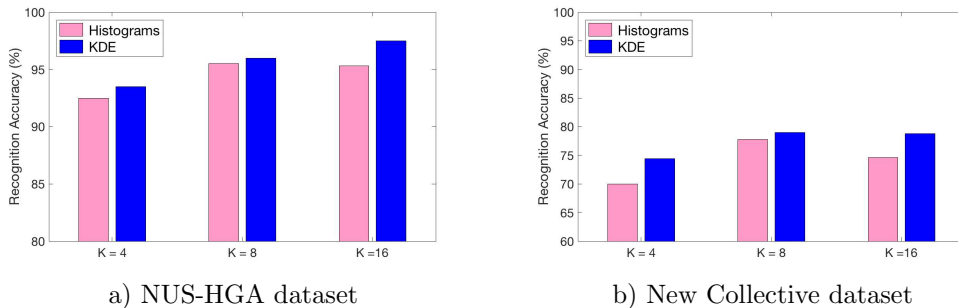 Recognition Accuracy (%)
100
95
90
85
80
Histograms
KDE
K = 4
K = 8
K =16
a) NUS-HGA dataset
Recognition Accuracy (%)
100
95
90
85
80
75
70
65
60
Histograms
KDE
K = 4
K = 8
K =16
b) New Collective dataset